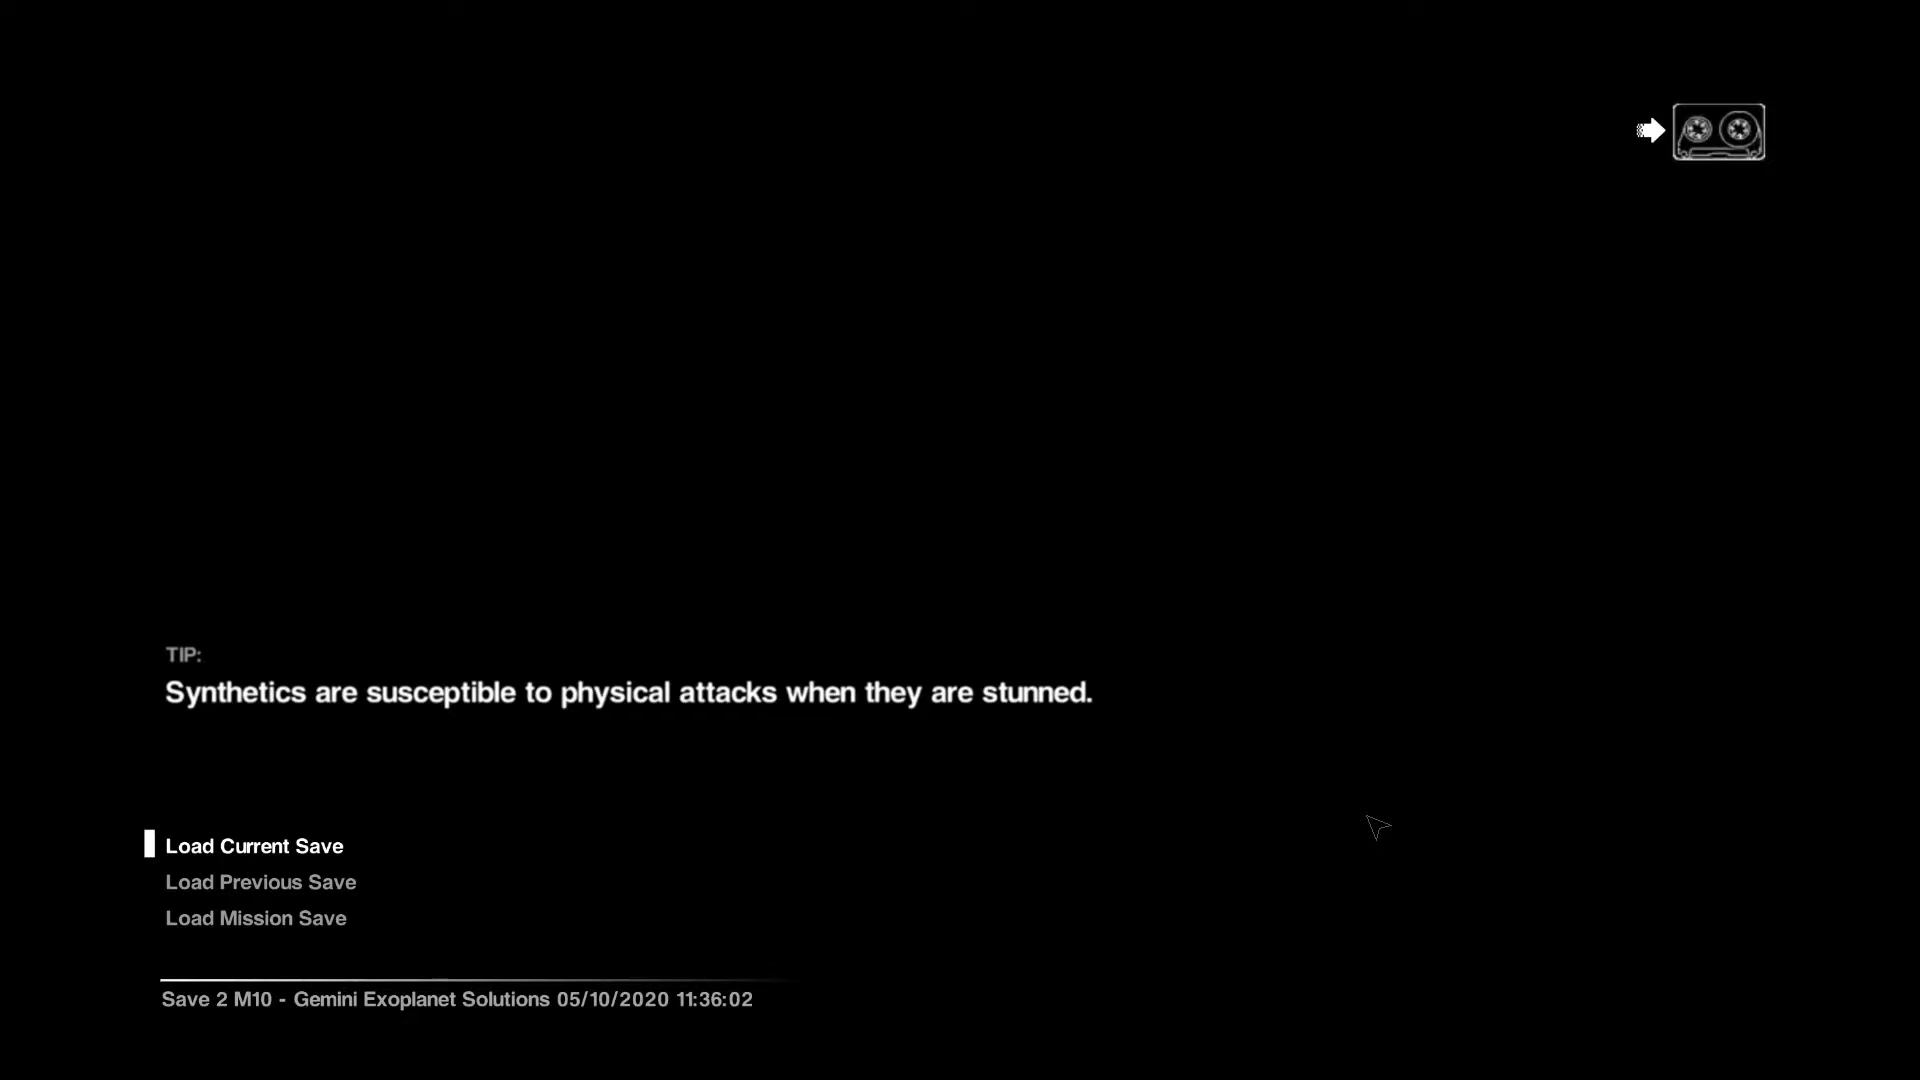 TIP:
Synthetics are susceptible to physical attacks when they are stunned.
Load Current Save
Load Previous Save
Load Mission Save
Save 2 M10 - Gemini Exoplanet Solutions 05/10/2020 11:36:02